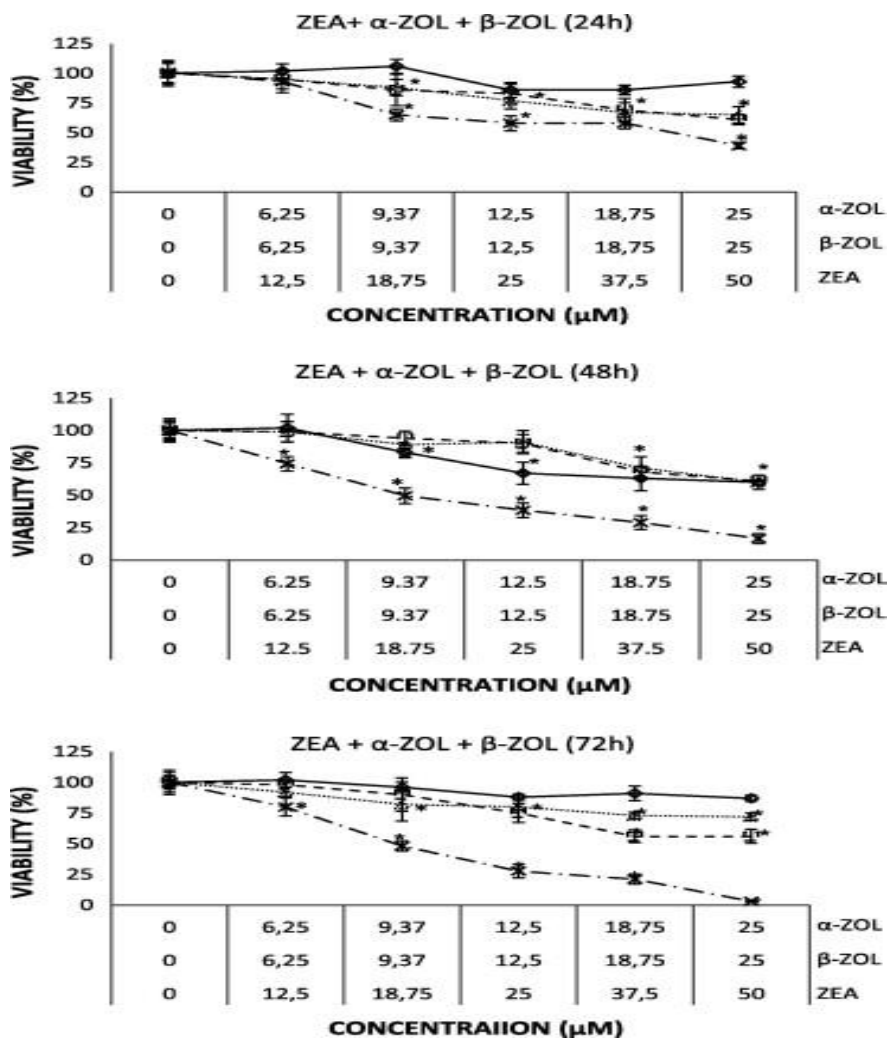 ZEA+ α-ZOL + β-ZOL (24h)
VIABILITY (%)
125
100
75
50
25
0
0 6,25 9,37 12,5 18,75 25 α-ZOL
0 6,25 9,37 12,5 18,75 25 β-ZOL
0 12,5 18,75 25 37,5 50 ZEA
CONCENTRATION (μM)
ZEA + α-ZOL + β-ZOL (48h)
VIABILITY (%)
125
100
75
50
25
0
0 6.25 9.37 12.5 18.75 25 α-ZOL
0 6.25 9.37 12.5 18.75 25 β-ZOL
0 12.5 18.75 25 37.5 50 ZEA
CONCENTRATION (μM)
ZEA + α-ZOL + β-ZOL (72h)
VIABILITY (%)
125
100
75
50
25
0
0 6,25 9,37 12,5 18,75 25 α-ZOL
0 6,25 9,37 12,5 18,75 25 β-ZOL
0 12,5 18,75 25 37,5 50 ZEA
CONCENTRAIIION (μM)